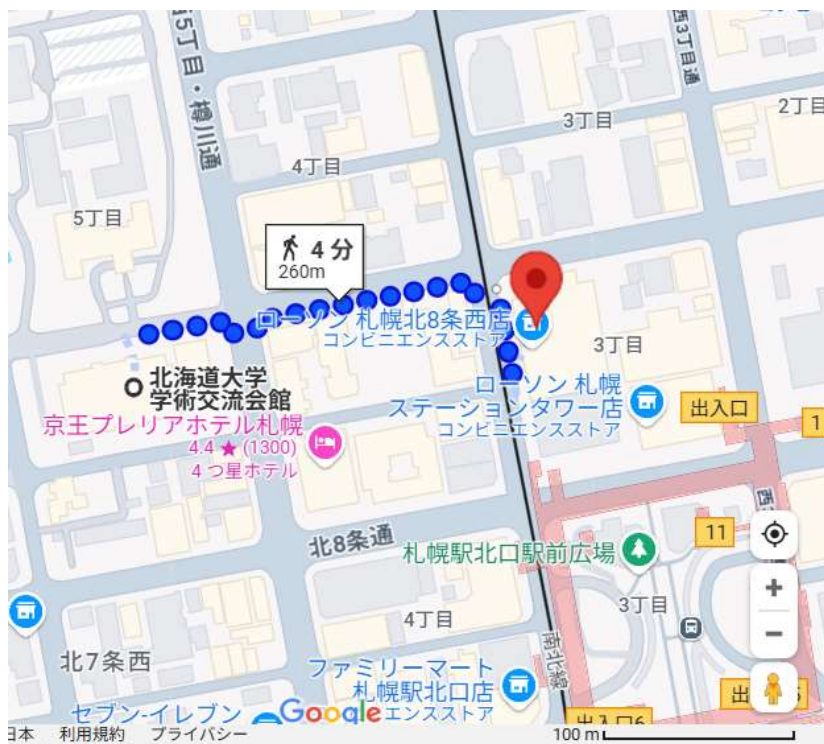 西5丁目・樽川通
西3丁目通
3丁目
2丁目
4丁目
5丁目
4 分
260m
ローソン 札幌北8条西店
コンビニエンスストア
3丁目
北海道大学
学術交流会館
ローソン 札幌
ステーションタワー店
コンビニエンスストア
出入口
京王プレリアホテル札幌
4.4 ★ (1300)
4 つ星ホテル
1
北8条通
札幌駅北口駅前広場
11
西
3丁目
4丁目
北7条西
南北線
ファミリーマート
札幌駅北口店
エンスストア
セブン-イレブン
Google
出入口6
出
5
日本
利用規約
プライバシー
100 m